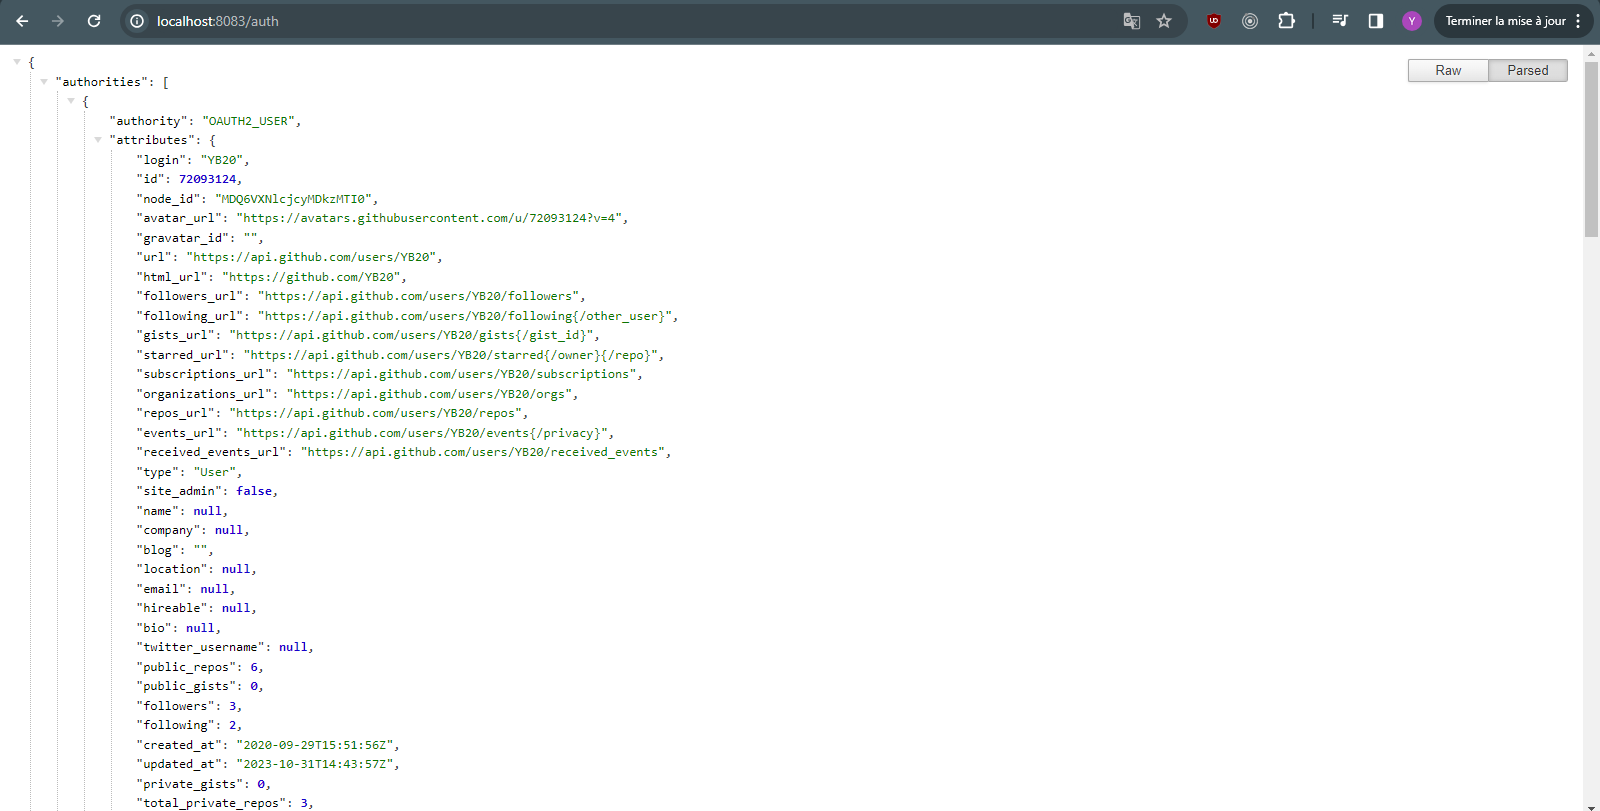 localhost:8083/auth
Terminer la mise à jour
Y
Raw
Parsed
{
"authorities": [
{
"authority": "OAUTH2_USER",
"attributes": {
"login": "YB20",
"id": 72093124,
"node_id": "MDQ6VXNlcjcyMDkzMTI0",
"avatar_url": "https://avatars.githubusercontent.com/u/72093124?v=4",
"gravatar_id": "",
"url": "https://api.github.com/users/YB20",
"html_url": "https://github.com/YB20",
"followers_url": "https://api.github.com/users/YB20/followers",
"following_url": "https://api.github.com/users/YB20/following{/other_user}",
"gists_url": "https://api.github.com/users/YB20/gists{/gist_id}",
"starred_url": "https://api.github.com/users/YB20/starred{/owner}{/repo}",
"subscriptions_url": "https://api.github.com/users/YB20/subscriptions",
"organizations_url": "https://api.github.com/users/YB20/orgs",
"repos_url": "https://api.github.com/users/YB20/repos",
"events_url": "https://api.github.com/users/YB20/events{/privacy}",
"received_events_url": "https://api.github.com/users/YB20/received_events",
"type": "User",
"site_admin": false,
"name": null,
"company": null,
"blog": "",
"location": null,
"email": null,
"hireable": null,
"bio": null,
"twitter_username": null,
"public_repos": 6,
"public_gists": 0,
"followers": 3,
"following": 2,
"created_at": "2020-09-29T15:51:56Z",
"updated_at": "2023-10-31T14:43:57Z",
"private_gists": 0,
"total_private_repos": 3,